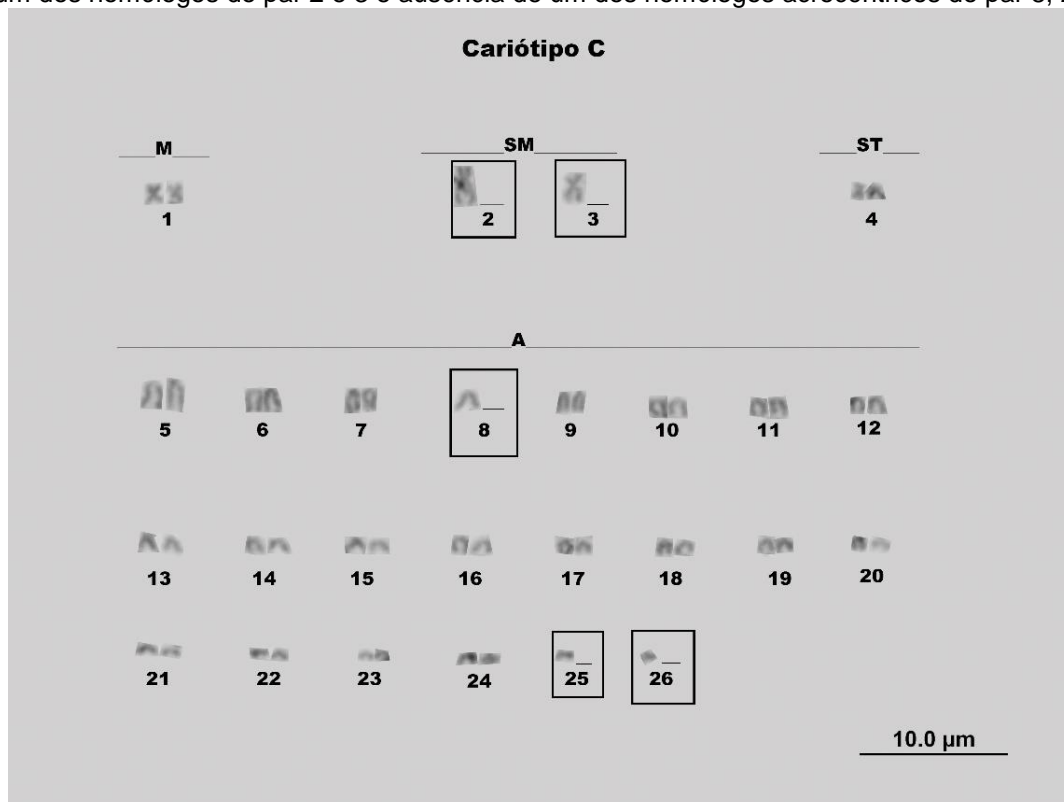 um dos homólogos do par 2 e 3 e ausência de um dos homólogos acrocêntricos do par 8,
Cariótipo C
M SM ST
1 2 3 4
A
5 6 7 8 9 10 11 12
13 14 15 16 17 18 19 20
21 22 23 24 25 26
10.0 µm